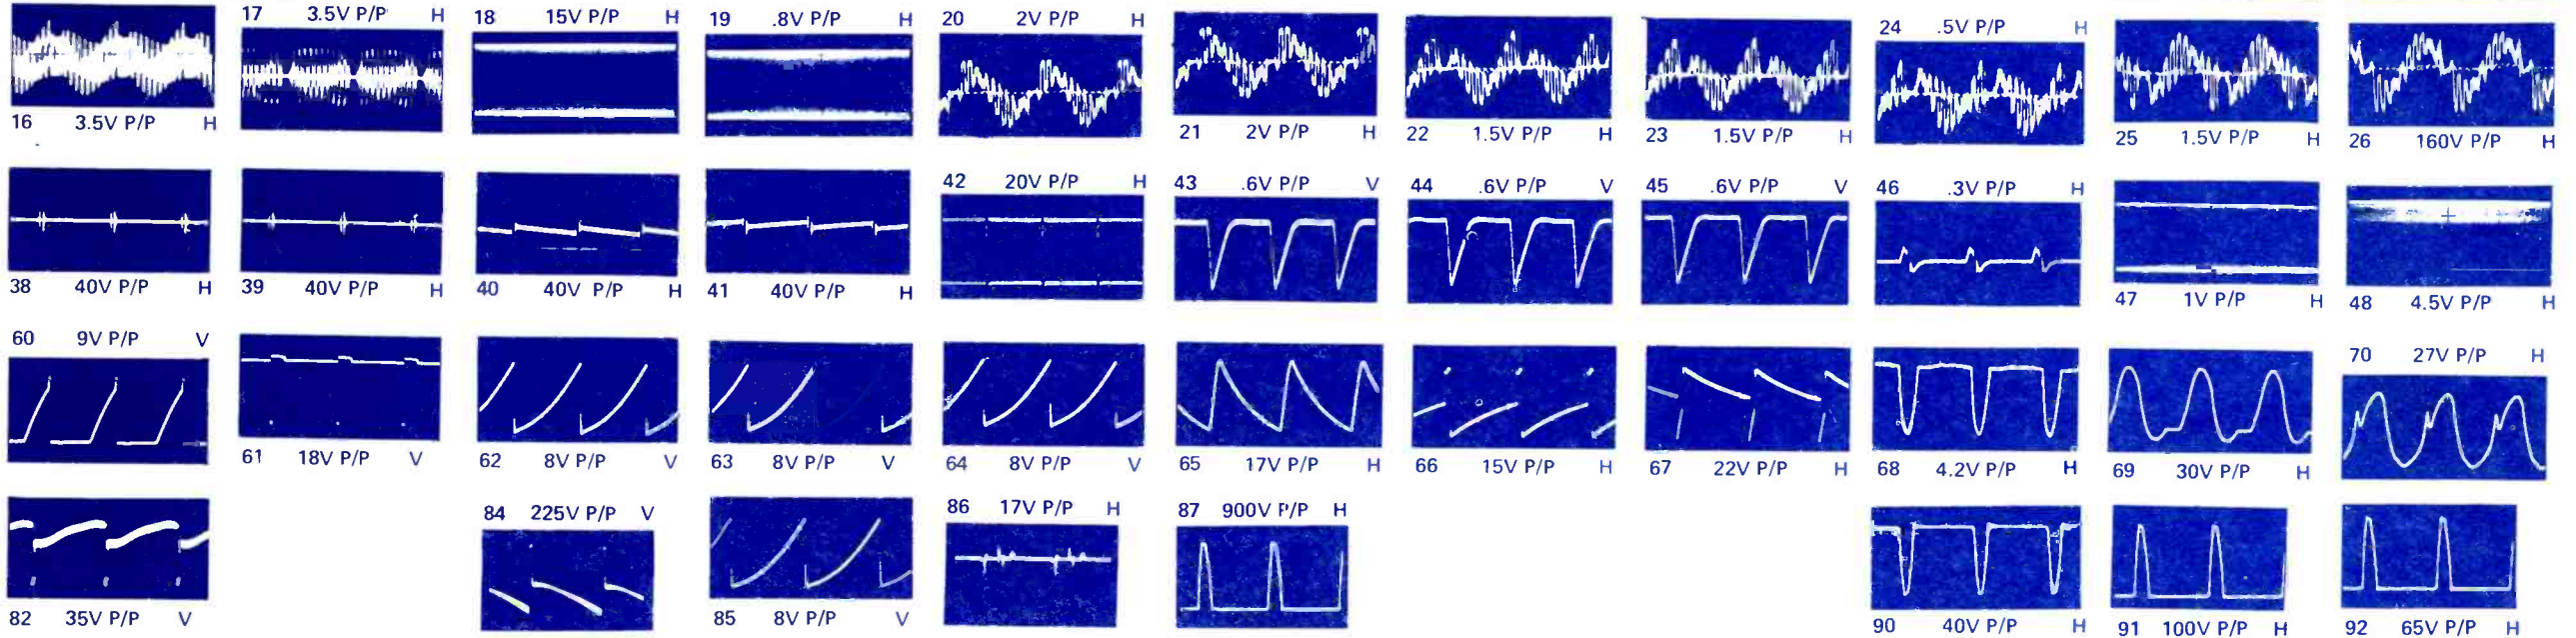 16 3.5V P/P H
17 3.5V P/P H
18 15V P/P H
19 .8V P/P H
20 2V P/P H
21 2V P/P H
22 1.5V P/P H
23 1.5V P/P H
24 .5V P/P H
25 1.5V P/P H
26 160V P/P H
38 40V P/P H
39 40V P/P H
40 40V P/P H
41 40V P/P H
42 20V P/P H
43 .6V P/P V
44 .6V P/P V
45 .6V P/P V
46 .3V P/P H
47 1V P/P H
48 4.5V P/P H
60 9V P/P V
61 18V P/P V
62 8V P/P V
63 8V P/P V
64 8V P/P V
65 17V P/P H
66 15V P/P H
67 22V P/P H
68 4.2V P/P H
69 30V P/P H
70 27V P/P H
82 35V P/P V
84 225V P/P V
85 8V P/P V
86 17V P/P H
87 900V P/P H
90 40V P/P H
91 100V P/P H
92 65V P/P H